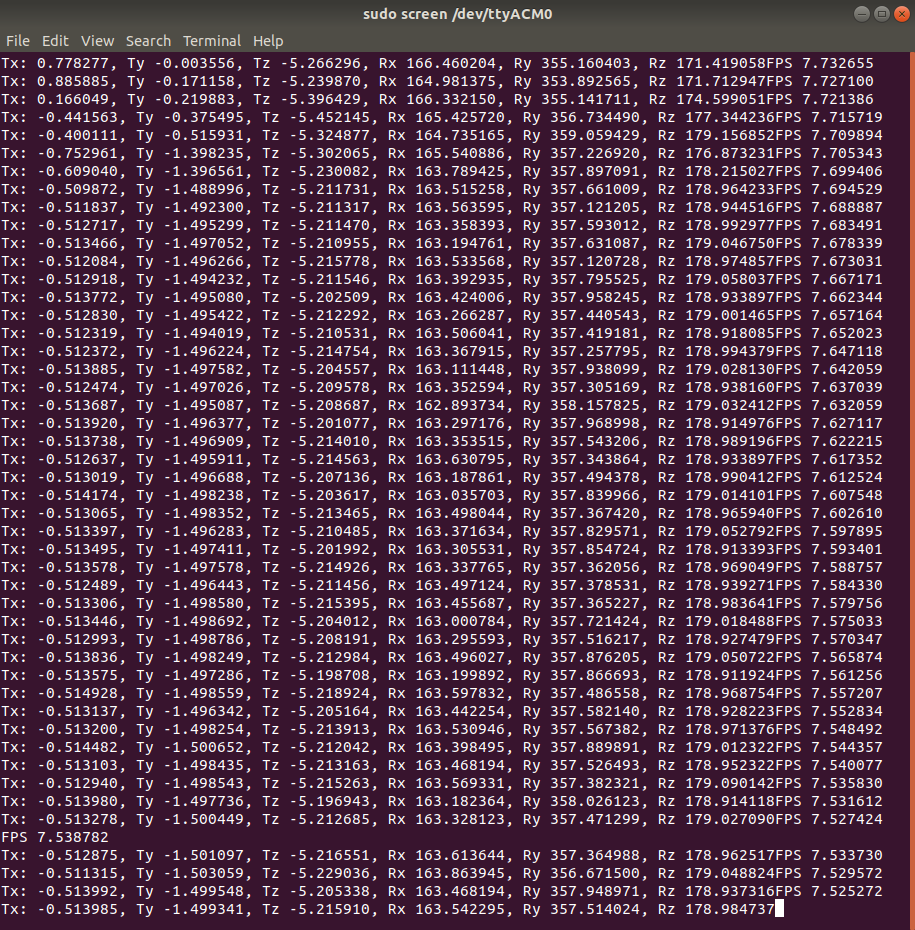 sudo screen /dev/ttyACM0
File Edit View Search Terminal Help
Tx: 0.778277, Ty -0.003556, Tz -5.266296, Rx 166.460204, Ry 355.160403, Rz 171.419058FPS 7.732655
Tx: 0.885885, Ty -0.171158, Tz -5.239870, Rx 164.981375, Ry 353.892565, Rz 171.712947FPS 7.727100
Tx: 0.166049, Ty -0.219883, Tz -5.396429, Rx 166.332150, Ry 355.141711, Rz 174.599051FPS 7.721386
Tx: -0.441563, Ty -0.375495, Tz -5.452145, Rx 165.425720, Ry 356.734490, Rz 177.344236FPS 7.715719
Tx: -0.400111, Ty -0.515931, Tz -5.324877, Rx 164.735165, Ry 359.059429, Rz 179.156852FPS 7.709894
Tx: -0.752961, Ty -1.398235, Tz -5.302065, Rx 165.540886, Ry 357.226920, Rz 176.873231FPS 7.705343
Tx: -0.609040, Ty -1.396561, Tz -5.230082, Rx 163.789425, Ry 357.897091, Rz 178.215027FPS 7.699406
Tx: -0.509872, Ty -1.488996, Tz -5.211731, Rx 163.515258, Ry 357.661009, Rz 178.964233FPS 7.694529
Tx: -0.511837, Ty -1.492300, Tz -5.211317, Rx 163.563595, Ry 357.121205, Rz 178.944516FPS 7.688887
Tx: -0.512717, Ty -1.495299, Tz -5.211470, Rx 163.358393, Ry 357.593012, Rz 178.992977FPS 7.683491
Tx: -0.513466, Ty -1.497052, Tz -5.210955, Rx 163.194761, Ry 357.631087, Rz 179.046750FPS 7.678339
Tx: -0.512084, Ty -1.496266, Tz -5.215778, Rx 163.533568, Ry 357.120728, Rz 178.974857FPS 7.673031
Tx: -0.512918, Ty -1.494232, Tz -5.211546, Rx 163.392935, Ry 357.795525, Rz 179.058037FPS 7.667171
Tx: -0.513772, Ty -1.495080, Tz -5.202509, Rx 163.424006, Ry 357.958245, Rz 178.933897FPS 7.662344
Tx: -0.512830, Ty -1.495422, Tz -5.212292, Rx 163.266287, Ry 357.440543, Rz 179.001465FPS 7.657164
Tx: -0.512319, Ty -1.494019, Tz -5.210531, Rx 163.506041, Ry 357.419181, Rz 178.918085FPS 7.652023
Tx: -0.512372, Ty -1.496224, Tz -5.214754, Rx 163.367915, Ry 357.257795, Rz 178.994379FPS 7.647118
Tx: -0.513885, Ty -1.497582, Tz -5.204557, Rx 163.111448, Ry 357.938099, Rz 179.028130FPS 7.642059
Tx: -0.512474, Ty -1.497026, Tz -5.209578, Rx 163.352594, Ry 357.305169, Rz 178.938160FPS 7.637039
Tx: -0.513687, Ty -1.495087, Tz -5.208687, Rx 162.893734, Ry 358.157825, Rz 179.032412FPS 7.632059
Tx: -0.513920, Ty -1.496377, Tz -5.201077, Rx 163.297176, Ry 357.968998, Rz 178.914976FPS 7.627117
Tx: -0.513738, Ty -1.496909, Tz -5.214010, Rx 163.353515, Ry 357.543206, Rz 178.989196FPS 7.622215
Tx: -0.512637, Ty -1.495911, Tz -5.214563, Rx 163.630795, Ry 357.343864, Rz 178.933897FPS 7.617352
Tx: -0.513019, Ty -1.496688, Tz -5.207136, Rx 163.187861, Ry 357.494378, Rz 178.990412FPS 7.612524
Tx: -0.514174, Ty -1.498238, Tz -5.203617, Rx 163.035703, Ry 357.839966, Rz 179.014101FPS 7.607548
Tx: -0.513065, Ty -1.498352, Tz -5.213465, Rx 163.498044, Ry 357.367420, Rz 178.965940FPS 7.602610
Tx: -0.513397, Ty -1.496283, Tz -5.210485, Rx 163.371634, Ry 357.829571, Rz 179.052792FPS 7.597895
Tx: -0.513495, Ty -1.497411, Tz -5.201992, Rx 163.305531, Ry 357.854724, Rz 178.913393FPS 7.593401
Tx: -0.513578, Ty -1.497578, Tz -5.214926, Rx 163.337765, Ry 357.362056, Rz 178.969049FPS 7.588757
Tx: -0.512489, Ty -1.496443, Tz -5.211456, Rx 163.497124, Ry 357.378531, Rz 178.939271FPS 7.584330
Tx: -0.513306, Ty -1.498580, Tz -5.215395, Rx 163.455687, Ry 357.365227, Rz 178.983641FPS 7.579756
Tx: -0.513446, Ty -1.498692, Tz -5.204012, Rx 163.000784, Ry 357.721424, Rz 179.018488FPS 7.575033
Tx: -0.512993, Ty -1.498786, Tz -5.208191, Rx 163.295593, Ry 357.516217, Rz 178.927479FPS 7.570347
Tx: -0.513836, Ty -1.498249, Tz -5.212984, Rx 163.496027, Ry 357.876205, Rz 179.050722FPS 7.565874
Tx: -0.513575, Ty -1.497286, Tz -5.198708, Rx 163.199892, Ry 357.866693, Rz 178.911924FPS 7.561256
Tx: -0.514928, Ty -1.498559, Tz -5.218924, Rx 163.597832, Ry 357.486558, Rz 178.968754FPS 7.557207
Tx: -0.513137, Ty -1.496342, Tz -5.205164, Rx 163.442254, Ry 357.582140, Rz 178.928223FPS 7.552834
Tx: -0.513200, Ty -1.498254, Tz -5.213913, Rx 163.530946, Ry 357.567382, Rz 178.971376FPS 7.548492
Tx: -0.514482, Ty -1.500652, Tz -5.212042, Rx 163.398495, Ry 357.889891, Rz 179.012322FPS 7.544357
Tx: -0.513103, Ty -1.498435, Tz -5.213163, Rx 163.468194, Ry 357.526493, Rz 178.952322FPS 7.540077
Tx: -0.512940, Ty -1.498543, Tz -5.215263, Rx 163.569331, Ry 357.382321, Rz 179.090142FPS 7.535830
Tx: -0.513980, Ty -1.497736, Tz -5.196943, Rx 163.182364, Ry 358.026123, Rz 178.914118FPS 7.531612
Tx: -0.513278, Ty -1.500449, Tz -5.212685, Rx 163.328123, Ry 357.471299, Rz 179.027090FPS 7.527424
FPS 7.538782
Tx: -0.512875, Ty -1.501097, Tz -5.216551, Rx 163.613644, Ry 357.364988, Rz 178.962517FPS 7.533730
Tx: -0.511315, Ty -1.503059, Tz -5.229036, Rx 163.863945, Ry 356.671500, Rz 179.048824FPS 7.529572
Tx: -0.513992, Ty -1.499548, Tz -5.205338, Rx 163.468194, Ry 357.948971, Rz 178.937316FPS 7.525272
Tx: -0.513985, Ty -1.499341, Tz -5.215910, Rx 163.542295, Ry 357.514024, Rz 178.984737